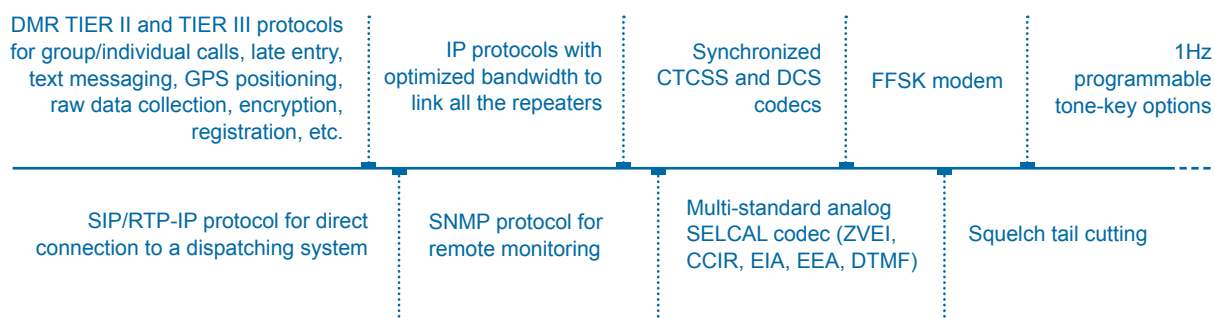 DMR TIER II and TIER III protocols
for group/individual calls, late entry,
text messaging, GPS positioning,
raw data collection, encryption,
registration, etc.
IP protocols with
optimized bandwidth to
link all the repeaters
Synchronized
CTCSS and DCS
codecs
FFSK modem
1Hz
programmable
tone-key options
SIP/RTP-IP protocol for direct
connection to a dispatching system
SNMP protocol for
remote monitoring
Multi-standard analog
SELCAL codec (ZVEI,
CCIR, EIA, EEA, DTMF)
Squelch tail cutting